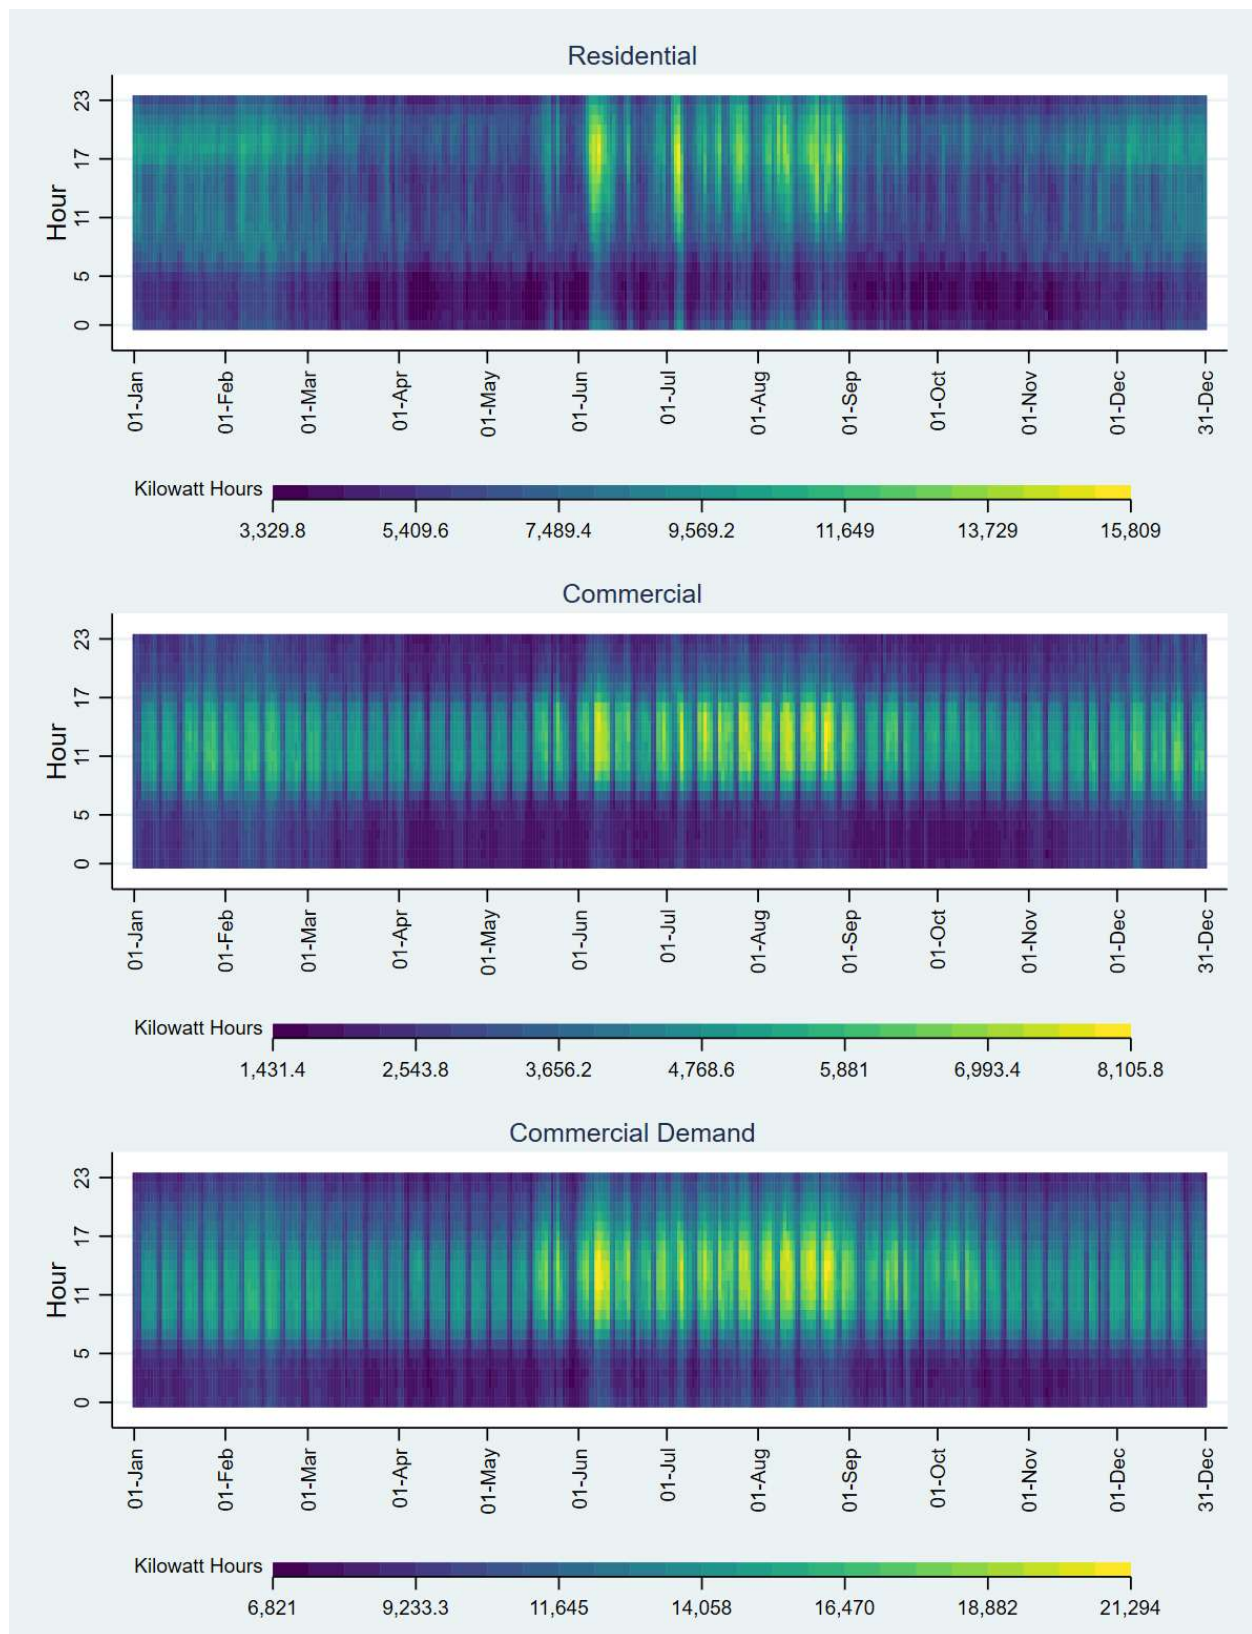 Residential
Hour
23
17
11
5
0
01-Jan 01-Feb 01-Mar 01-Apr 01-May 01-Jun 01-Jul 01-Aug 01-Sep 01-Oct 01-Nov 01-Dec 31-Dec
Kilowatt Hours
3,329.8 5,409.6 7,489.4 9,569.2 11,649 13,729 15,809
Commercial
Hour
23
17
11
5
0
01-Jan 01-Feb 01-Mar 01-Apr 01-May 01-Jun 01-Jul 01-Aug 01-Sep 01-Oct 01-Nov 01-Dec 31-Dec
Kilowatt Hours
1,431.4 2,543.8 3,656.2 4,768.6 5,881 6,993.4 8,105.8
Commercial Demand
Hour
23
17
11
5
0
01-Jan 01-Feb 01-Mar 01-Apr 01-May 01-Jun 01-Jul 01-Aug 01-Sep 01-Oct 01-Nov 01-Dec 31-Dec
Kilowatt Hours
6,821 9,233.3 11,645 14,058 16,470 18,882 21,294